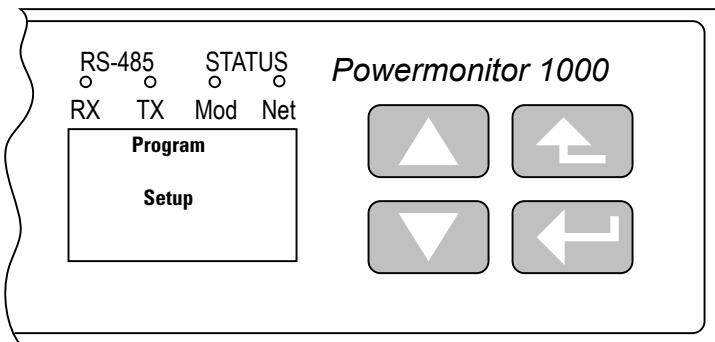 RS-485 STATUS
RX TX Mod Net
Powermonitor 1000
Program
Setup